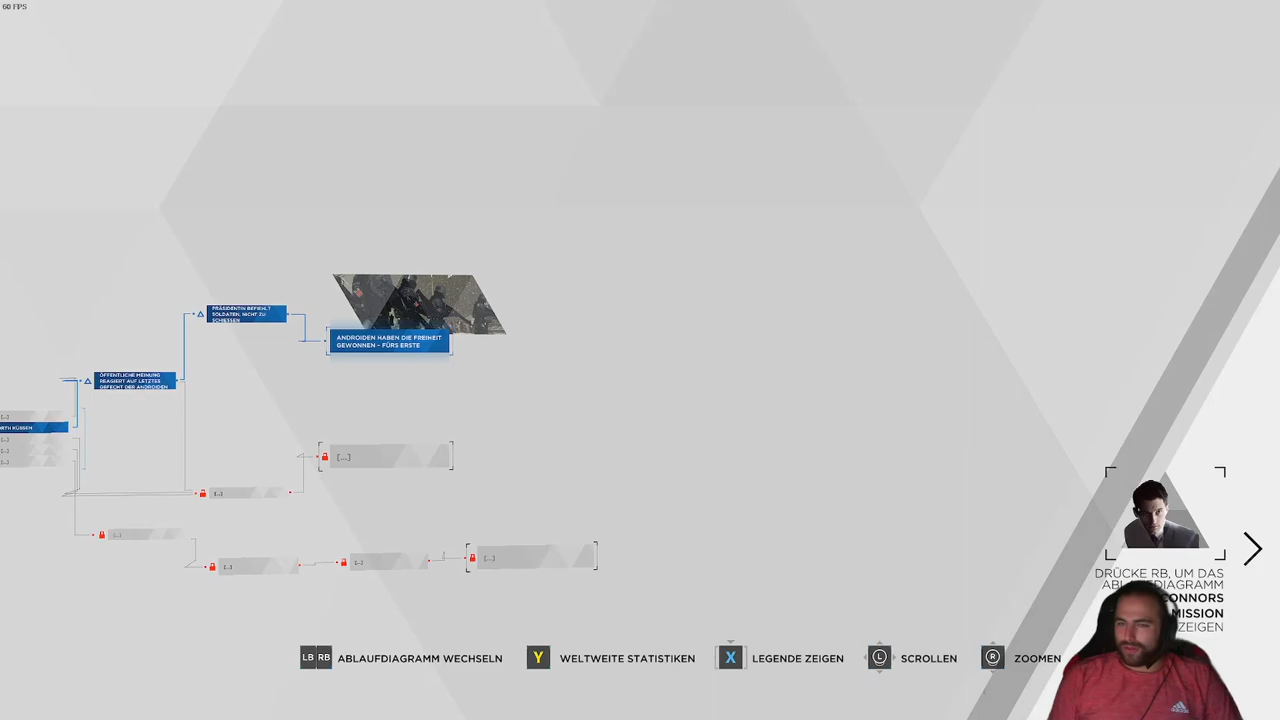 60 FPS
PRÄSIDENTIN BEFIEHLT
SOLDATEN, NICHT ZU
SCHIESSEN
ANDROIDEN HABEN DIE FREIHEIT
GEWONNEN – FÜRS ERSTE
ÖFFENTLICHE MEINUNG
REAGIERT AUF LETZTES
GEFECHT DER ANDROIDEN
[...]
KÜSSEN
[...]
[...]
[...]
[...]
[...]
[...]
[...]
[...]
[...]
DRÜCKE RB, UM DAS
CONNORS
MISSION
ZEIGEN
LB RB ABLAUFDIAGRAMM WECHSELN
Y WELTWEITE STATISTIKEN
X LEGENDE ZEIGEN
L SCROLLEN
R ZOOMEN
adidas